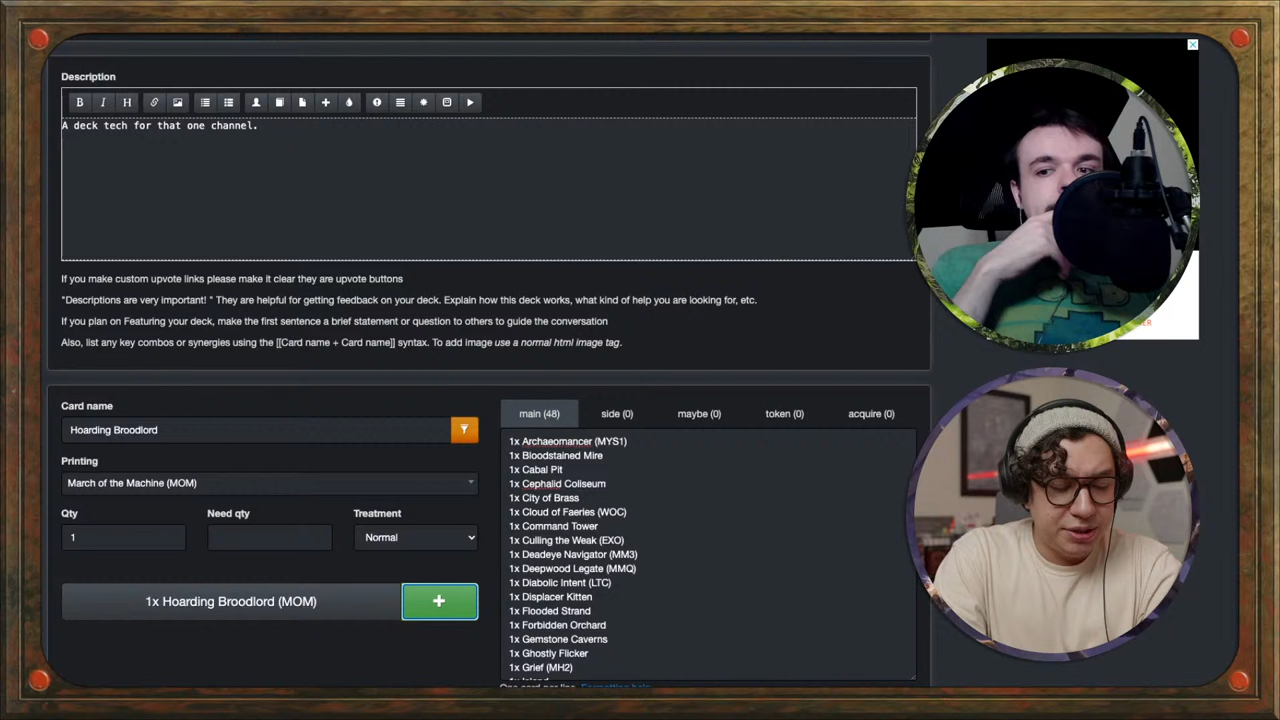 Description
B I H
A deck tech for that one channel.
If you make custom upvote links please make it clear they are upvote buttons
"Descriptions are very important! " They are helpful for getting feedback on your deck. Explain how this deck works, what kind of help you are looking for, etc.
If you plan on Featuring your deck, make the first sentence a brief statement or question to others to guide the conversation
Also, list any key combos or synergies using the [[Card name + Card name]] syntax. To add image use a normal html image tag.
Card name
Hoarding Broodlord
Printing
March of the Machine (MOM)
Qty
Need qty
Treatment
1
Normal
1x Hoarding Broodlord (MOM)
+
main (48)
side (0)
maybe (0)
token (0)
acquire (0)
1x Archaeomancer (MYS1)
1x Bloodstained Mire
1x Cabal Pit
1x Cephalid Coliseum
1x City of Brass
1x Cloud of Faeries (WOC)
1x Command Tower
1x Culling the Weak (EXO)
1x Deadeye Navigator (MM3)
1x Deepwood Legate (MMQ)
1x Diabolic Intent (LTC)
1x Displacer Kitten
1x Flooded Strand
1x Forbidden Orchard
1x Gemstone Caverns
1x Ghostly Flicker
1x Grief (MH2)
1x Island
One card per line. Formatting help